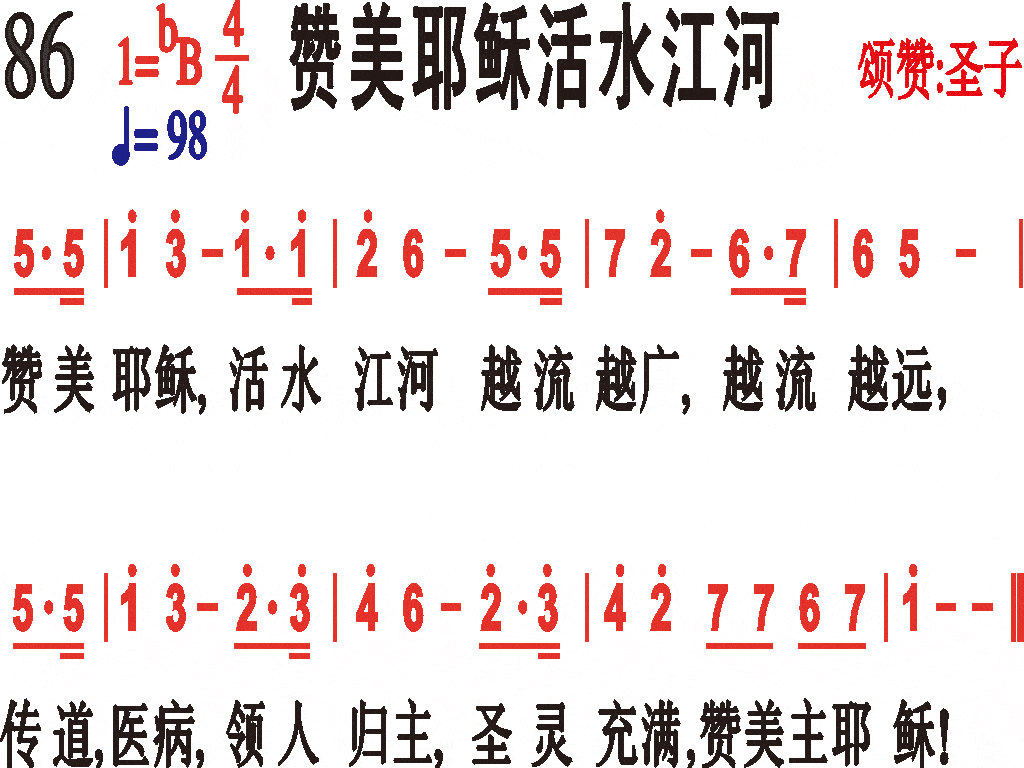 86 1=ᵇB 4/4 赞美耶稣活水江河 颂赞:圣子
♩= 98
5·5 | 1̇ 3̇ – 1̇·1̇ | 2̇ 6 – 5·5 | 7 2̇ – 6·7 | 6 5 – |
赞美 耶稣, 活水 江河 越流 越广, 越流 越远,
5·5 | 1̇ 3̇ – 2̇·3̇ | 4̇ 6 – 2̇·3̇ | 4̇ 2̇ 7 7 6 7 | 1̇ – – ‖
传道,医病, 领人 归主, 圣灵 充满,赞美主耶 稣!